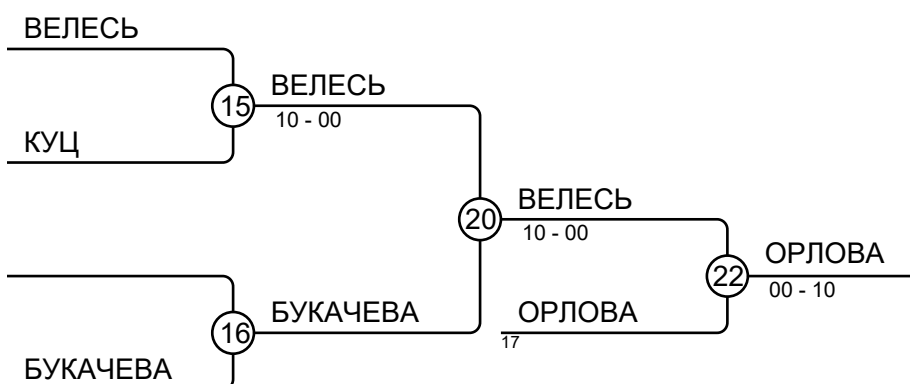 ВЕЛЕСЬ
15
ВЕЛЕСЬ
10 - 00
КУЦ
20
ВЕЛЕСЬ
10 - 00
22
ОРЛОВА
00 - 10
16
БУКАЧЕВА
ОРЛОВА
17
БУКАЧЕВА